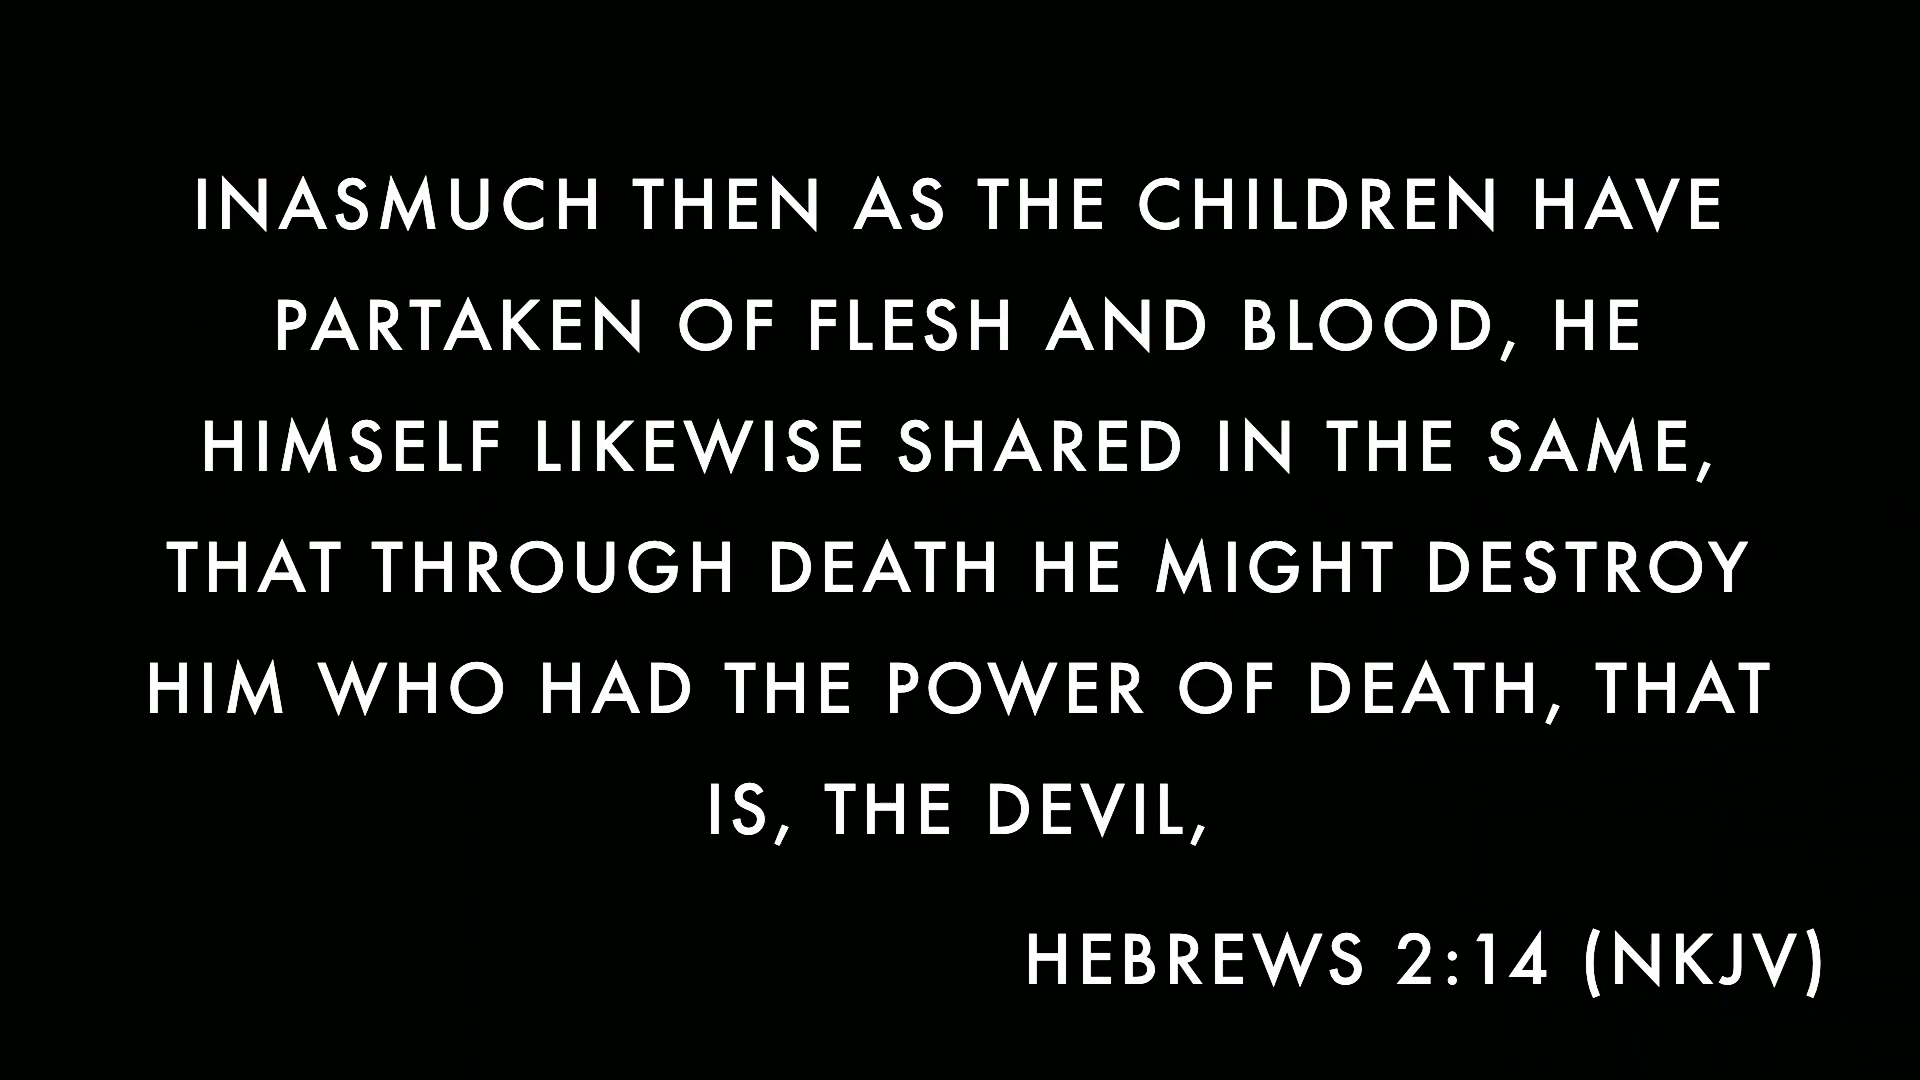 INASMUCH THEN AS THE CHILDREN HAVE
PARTAKEN OF FLESH AND BLOOD, HE
HIMSELF LIKEWISE SHARED IN THE SAME,
THAT THROUGH DEATH HE MIGHT DESTROY
HIM WHO HAD THE POWER OF DEATH, THAT
IS, THE DEVIL,
HEBREWS 2:14 (NKJV)